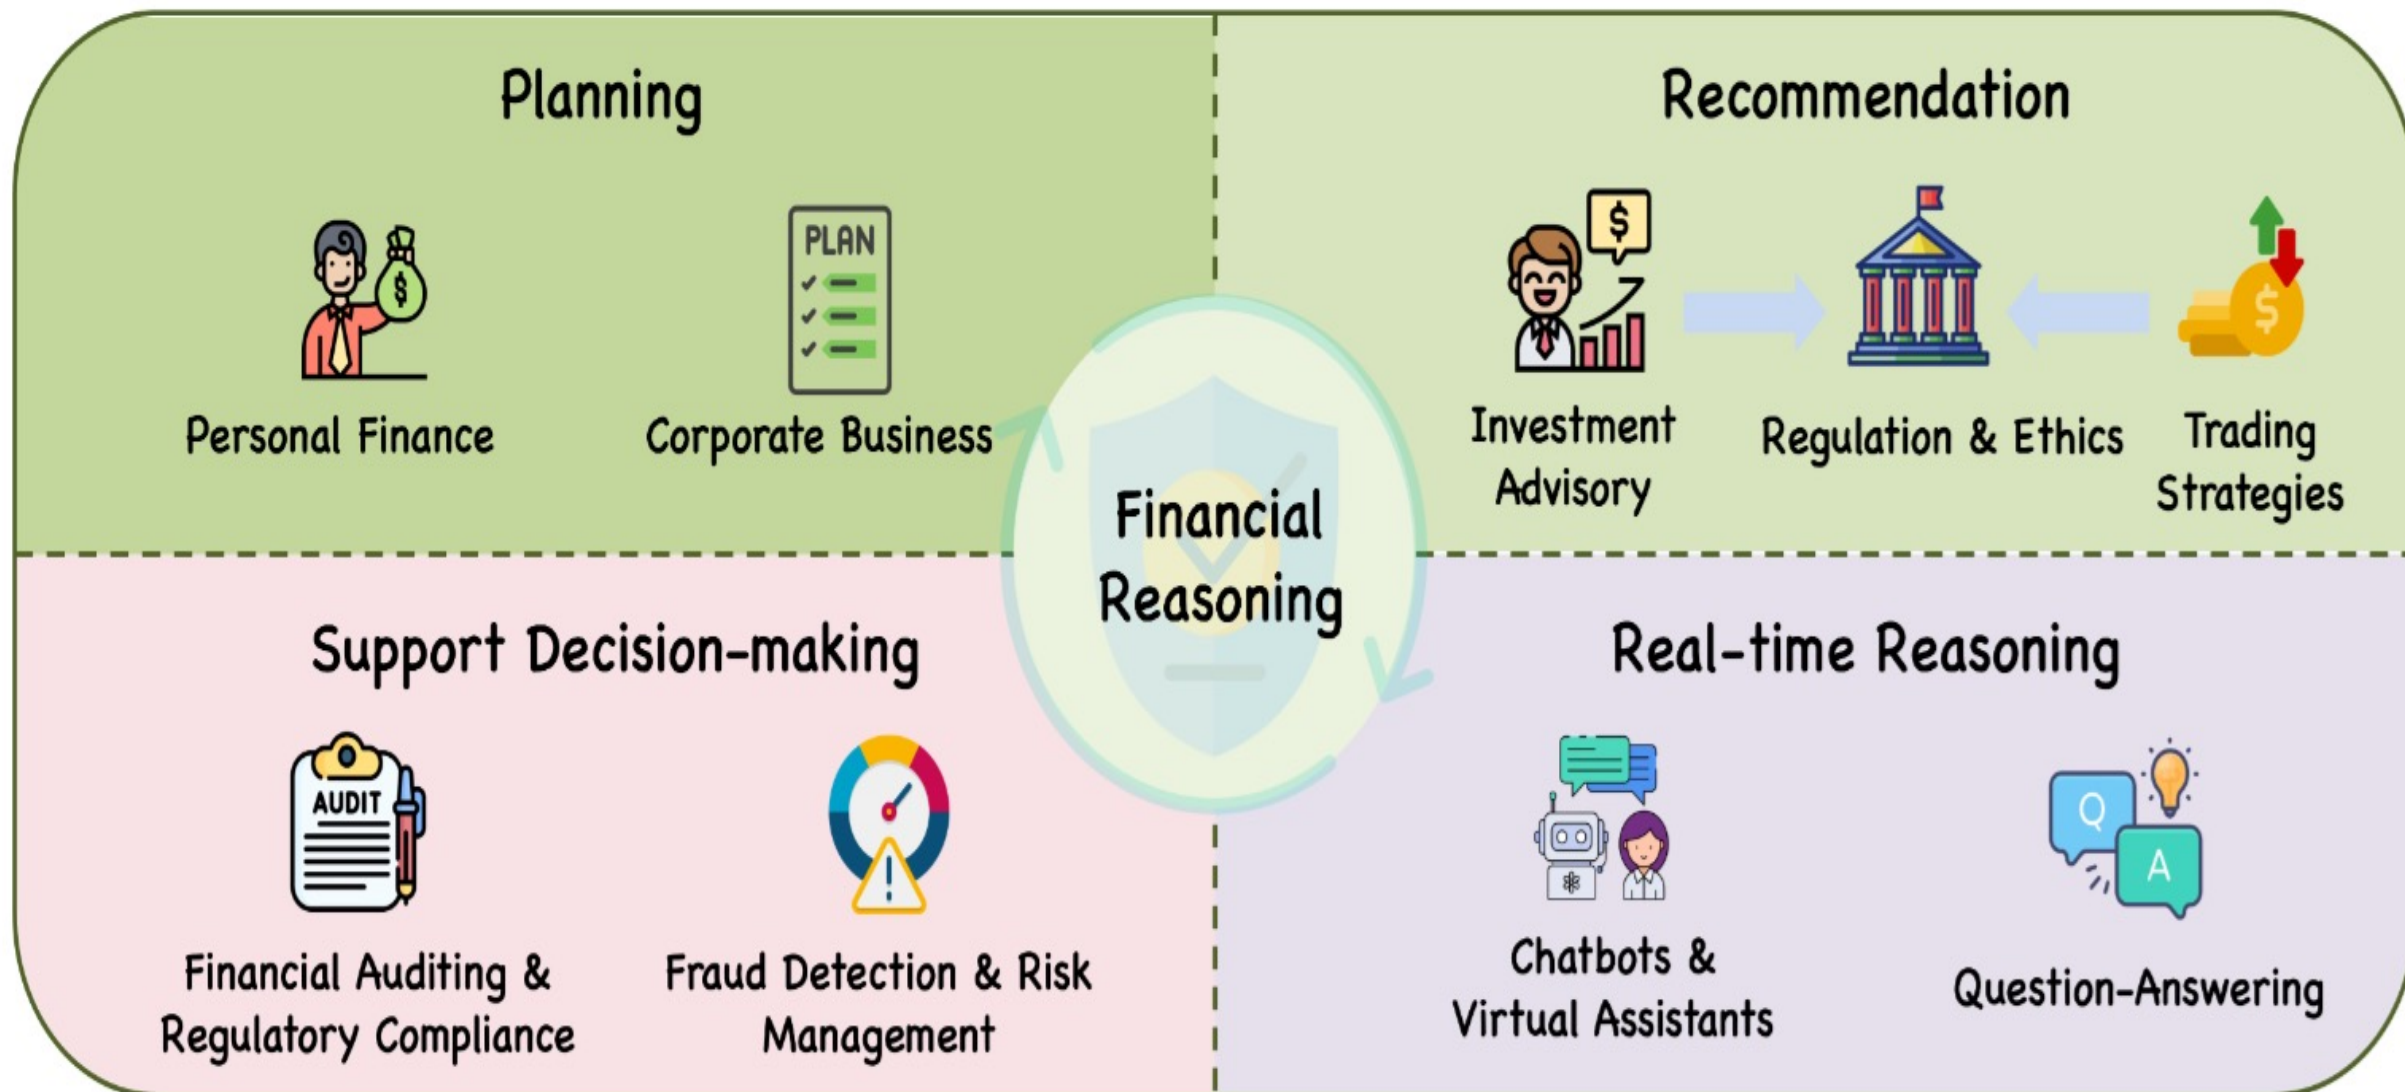 Planning
PLAN
$
Personal Finance
Corporate Business
Recommendation
$
$
Investment
Advisory
Regulation & Ethics
Trading
Strategies
Financial
Reasoning
Support Decision-making
AUDIT
Financial Auditing &
Regulatory Compliance
Fraud Detection & Risk
Management
Real-time Reasoning
Q
A
Chatbots &
Virtual Assistants
Question-Answering